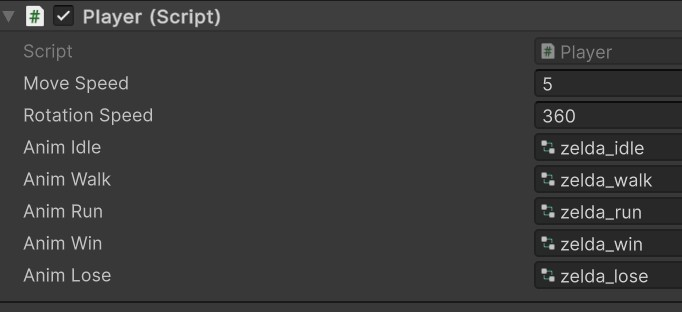 # Player (Script)
Script # Player
Move Speed 5
Rotation Speed 360
Anim Idle zelda_idle
Anim Walk zelda_walk
Anim Run zelda_run
Anim Win zelda_win
Anim Lose zelda_lose